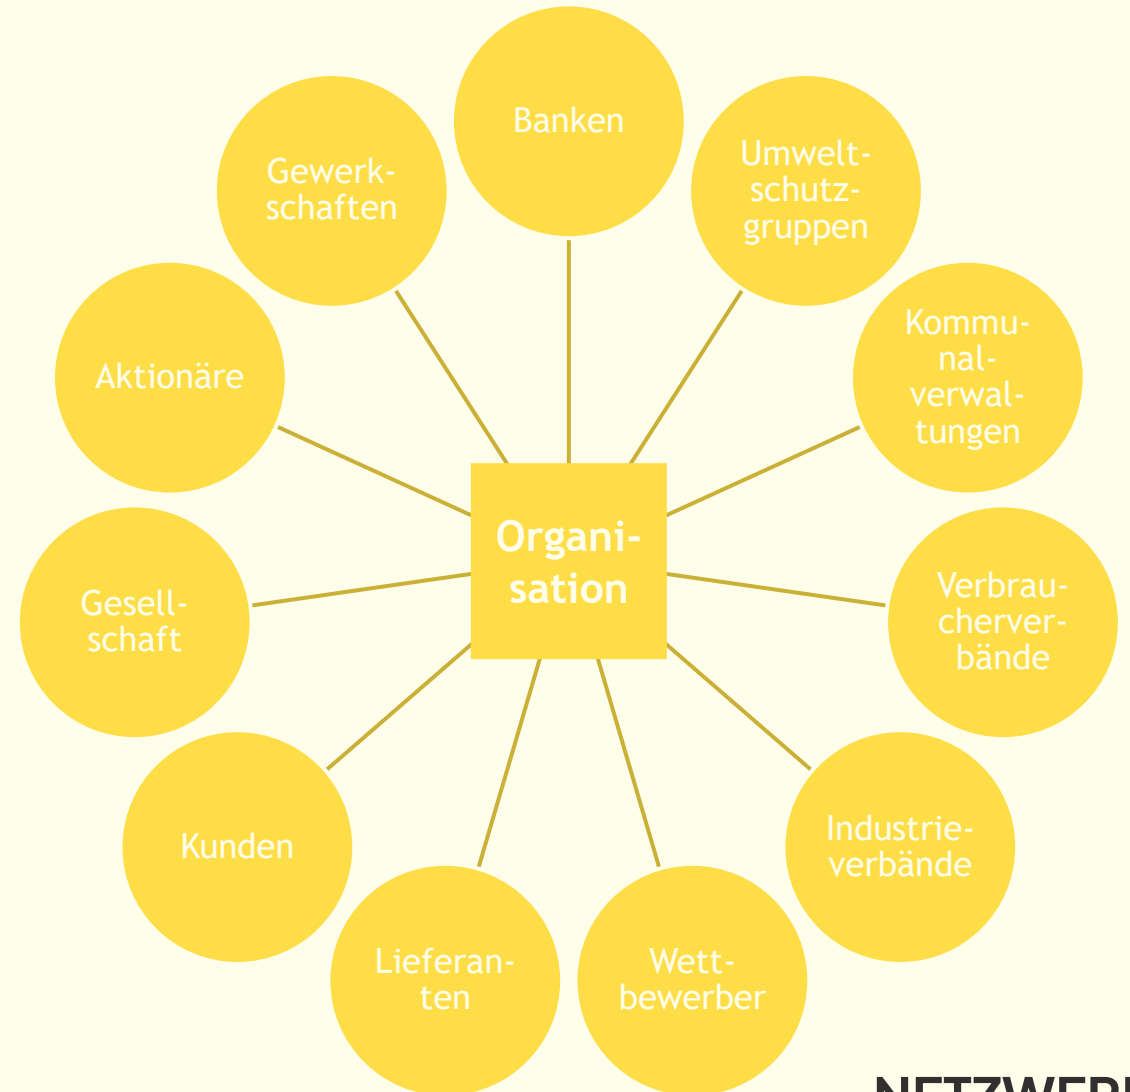 Banken
Umwelt-
schutz-
gruppen
Kommu-
nal-
verwal-
tungen
Verbrau-
cherver-
bände
Industrie-
verbände
Wett-
bewerber
Lieferan-
ten
Kunden
Gesell-
schaft
Aktionäre
Gewerk-
schaften
Organi-
sation